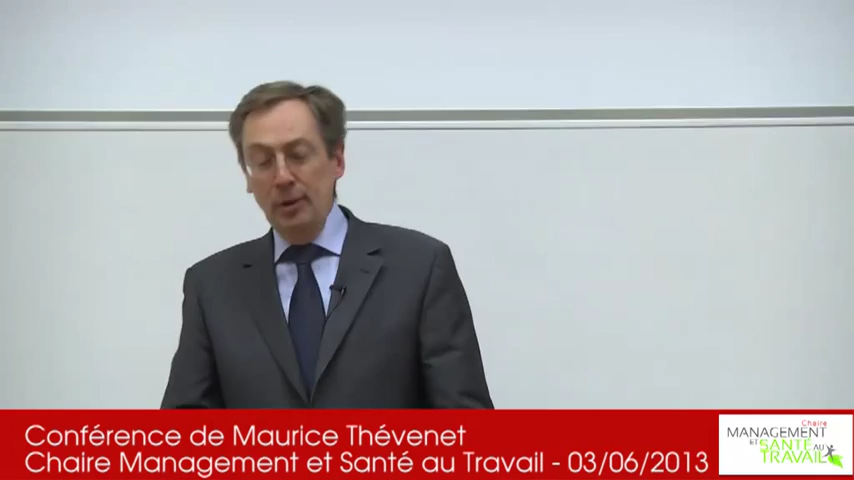 Conférence de Maurice Thévenet
Chaire Management et Santé au Travail - 03/06/2013
Chaire
MANAGEMENT
ET SANTÉ AU
TRAVAIL